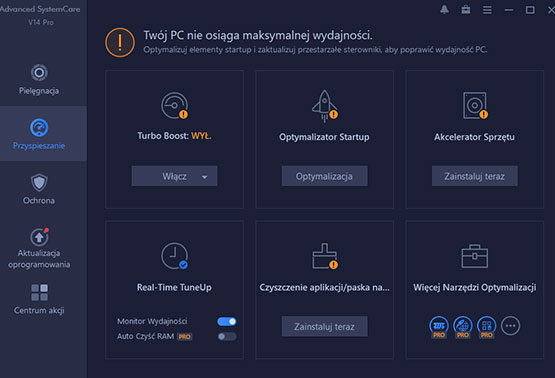 Advanced SystemCare
V14 Pro
Twój PC nie osiąga maksymalnej wydajności.
Optymalizuj elementy startup i zaktualizuj przestarzałe sterowniki, aby poprawić wydajność PC.
Pielęgnacja
Przyspieszanie
Ochrona
Aktualizacja
oprogramowania
Centrum akcji
Turbo Boost: WYŁ.
Włącz
Optymalizator Startup
Optymalizacja
Akcelerator Sprzętu
Zainstaluj teraz
Real-Time TuneUp
Monitor Wydajności
Auto Czyść RAM PRO
Czyszczenie aplikacji/paska na...
Zainstaluj teraz
Więcej Narzędzi Optymalizacji
PRO PRO PRO